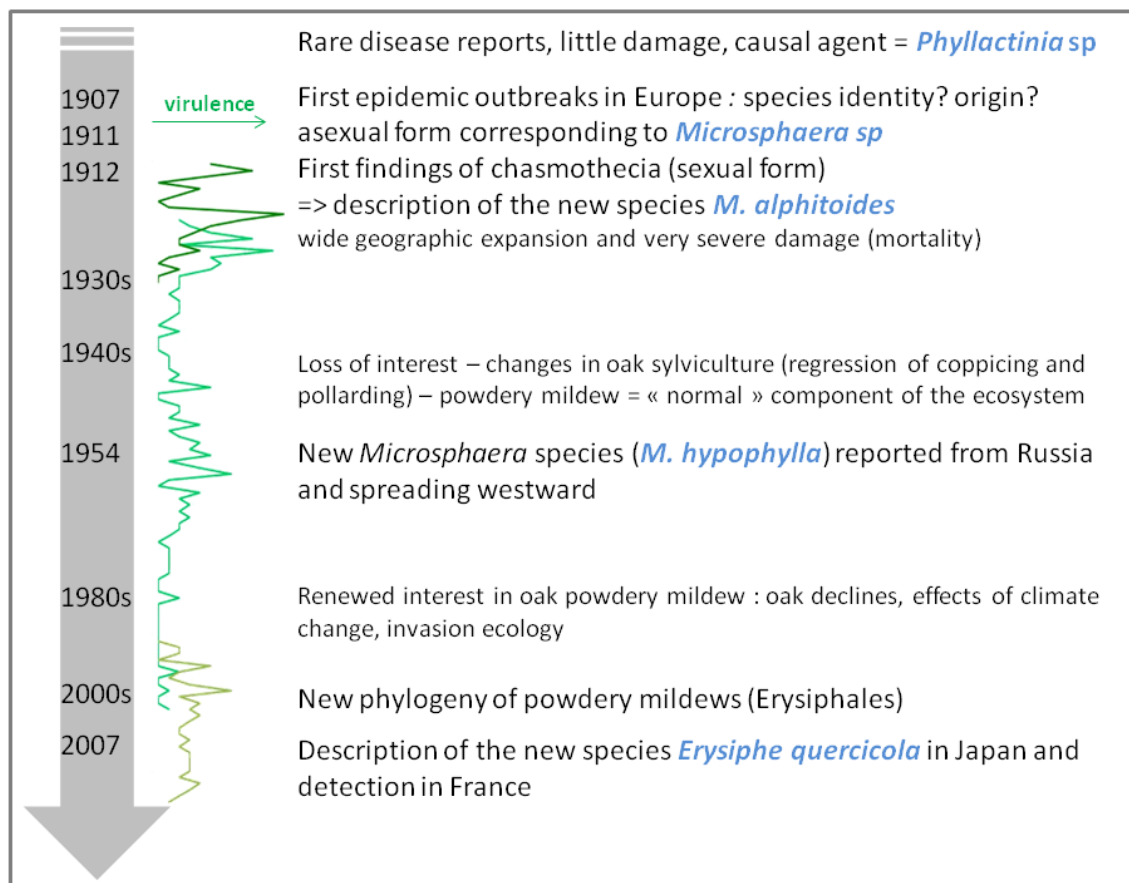 Rare disease reports, little damage, causal agent = Phyllactinia sp
1907
virulence
First epidemic outbreaks in Europe : species identity? origin?
1911
asexual form corresponding to Microsphaera sp
1912
First findings of chasmothecia (sexual form)
=> description of the new species M. alphitoides
wide geographic expansion and very severe damage (mortality)
1930s
1940s
Loss of interest – changes in oak sylviculture (regression of coppicing and
pollarding) – powdery mildew = « normal » component of the ecosystem
1954
New Microsphaera species (M. hypophylla) reported from Russia
and spreading westward
1980s
Renewed interest in oak powdery mildew : oak declines, effects of climate
change, invasion ecology
2000s
New phylogeny of powdery mildews (Erysiphales)
2007
Description of the new species Erysiphe quercicola in Japan and
detection in France